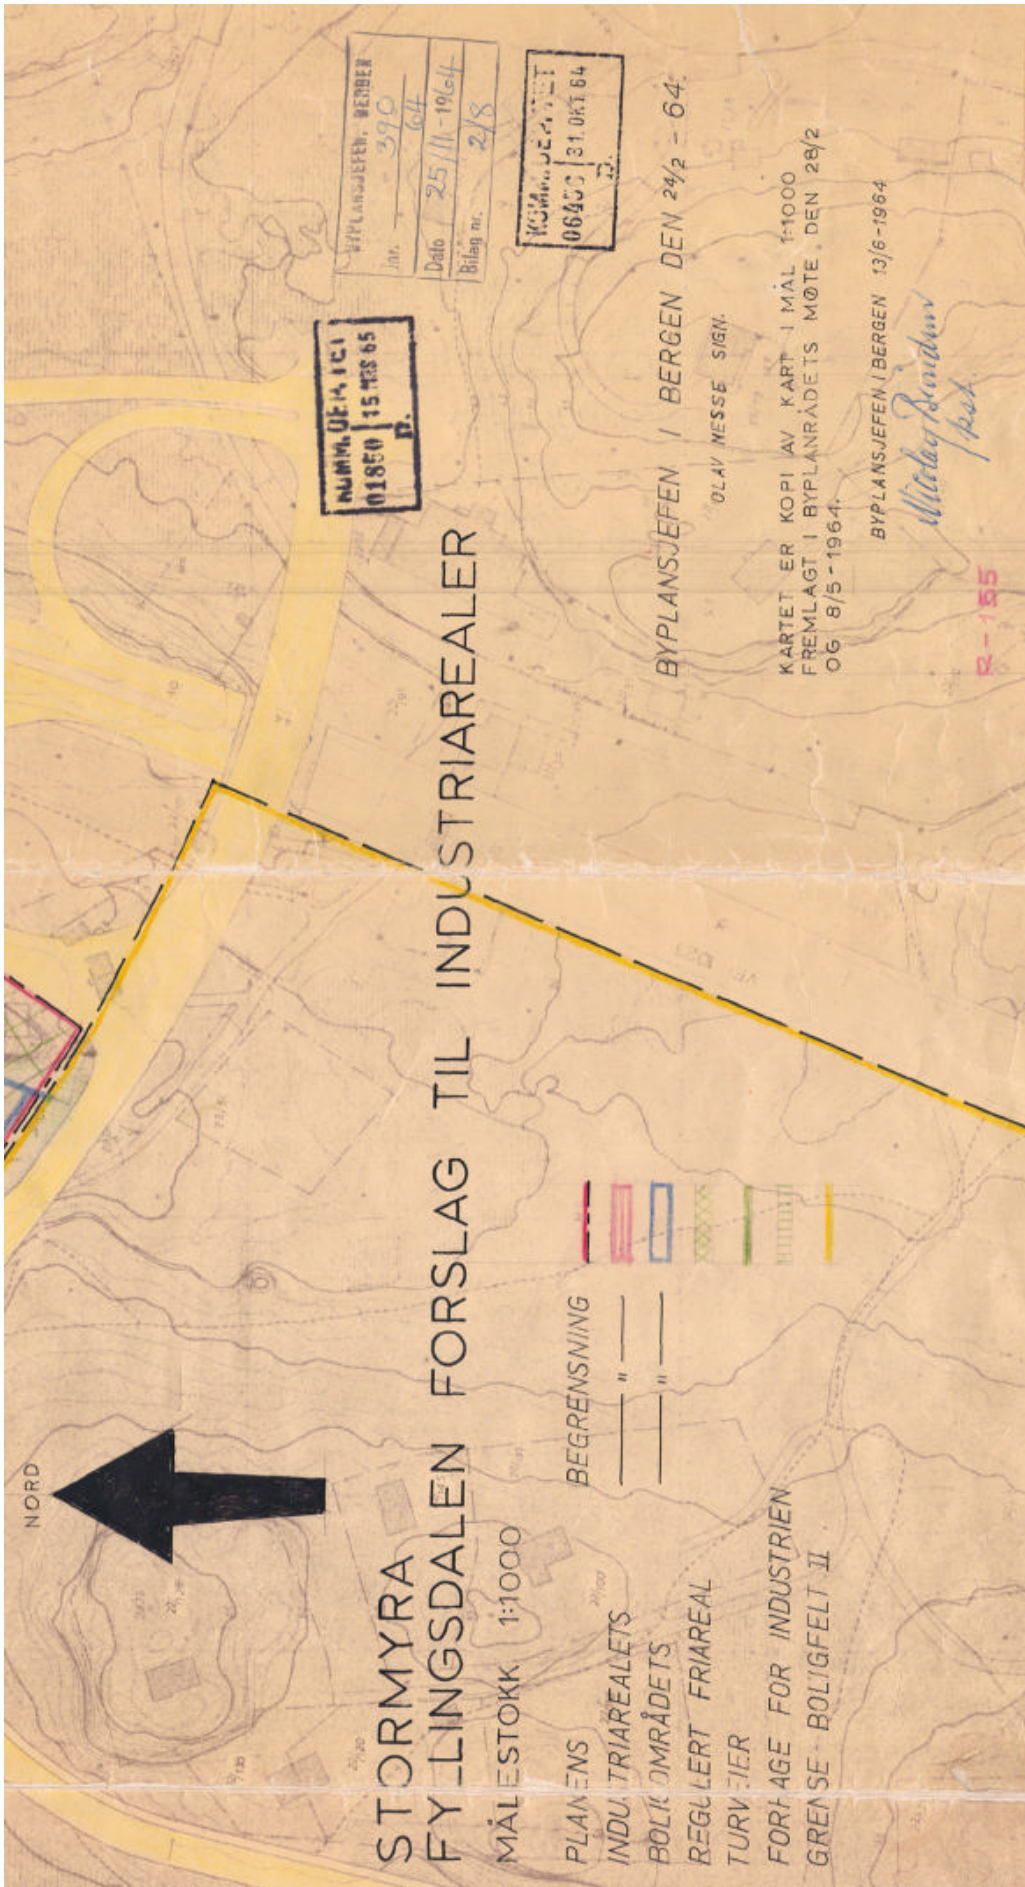 NORD
STORMYRA
FYLLINGSDALEN FORSLAG TIL INDUSTRIAREALER
MÅLESTOKK 1:1000
PLANENS BEGRENSNING
INDUSTRIAREALETS — " —
BOLIGOMRÅDETS — " —
REGULERT FRIAREAL
TURVEIER
FORHAGE FOR INDUSTRIEN
GRENSE - BOLIGFELT II
BYPLANSJEFEN, BERGEN
Jnr. 390
64
Dato 25/11-1964
Bilag nr. 2/8
31. OKT 64
D.
01850 15. MRS 65
D.
BYPLANSJEFEN I BERGEN DEN 24/2 - 64.
OLAV NESSE SIGN.
KARTET ER KOPI AV KART I MÅL 1:1000
FREMLAGT I BYPLANRÅDETS MØTE DEN 28/2
OG 8/5-1964.
BYPLANSJEFEN I BERGEN 13/6-1964
R-155